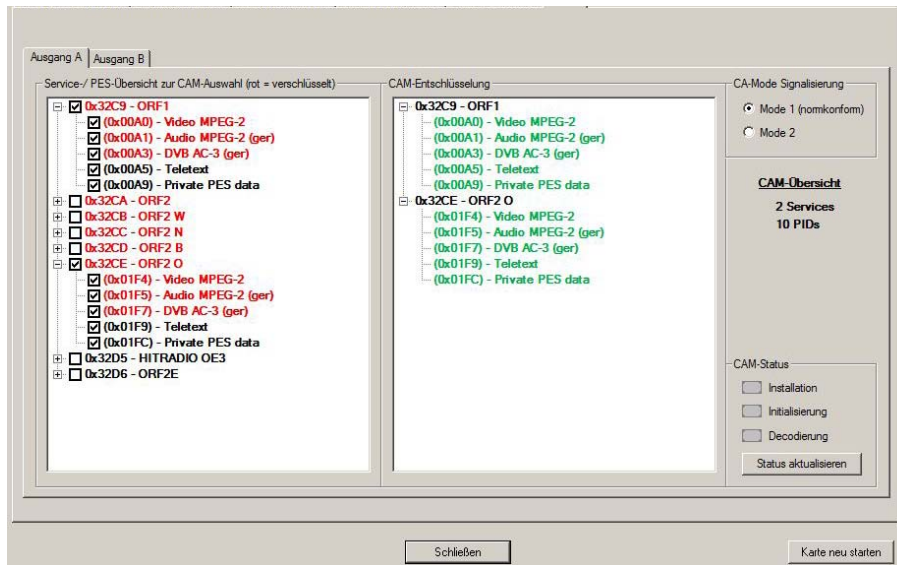 Ausgang A
Ausgang B
Service-/ PES-Übersicht zur CAM-Auswahl (rot = verschlüsselt)
0x32C9 - ORF1
(0x00A0) - Video MPEG-2
(0x00A1) - Audio MPEG-2 (ger)
(0x00A3) - DVB AC-3 (ger)
(0x00A5) - Teletext
(0x00A9) - Private PES data
0x32CA - ORF2
0x32CB - ORF2 W
0x32CC - ORF2 N
0x32CD - ORF2 B
0x32CE - ORF2 O
(0x01F4) - Video MPEG-2
(0x01F5) - Audio MPEG-2 (ger)
(0x01F7) - DVB AC-3 (ger)
(0x01F9) - Teletext
(0x01FC) - Private PES data
0x32D5 - HITRADIO OE3
0x32D6 - ORF2E
CAM-Entschlüsselung
0x32C9 - ORF1
(0x00A0) - Video MPEG-2
(0x00A1) - Audio MPEG-2 (ger)
(0x00A3) - DVB AC-3 (ger)
(0x00A5) - Teletext
(0x00A9) - Private PES data
0x32CE - ORF2 O
(0x01F4) - Video MPEG-2
(0x01F5) - Audio MPEG-2 (ger)
(0x01F7) - DVB AC-3 (ger)
(0x01F9) - Teletext
(0x01FC) - Private PES data
CA-Mode Signalisierung
Mode 1 (normkonform)
Mode 2
CAM-Übersicht
2 Services
10 PIDs
CAM-Status
Installation
Initialisierung
Decodierung
Status aktualisieren
Schließen
Karte neu starten